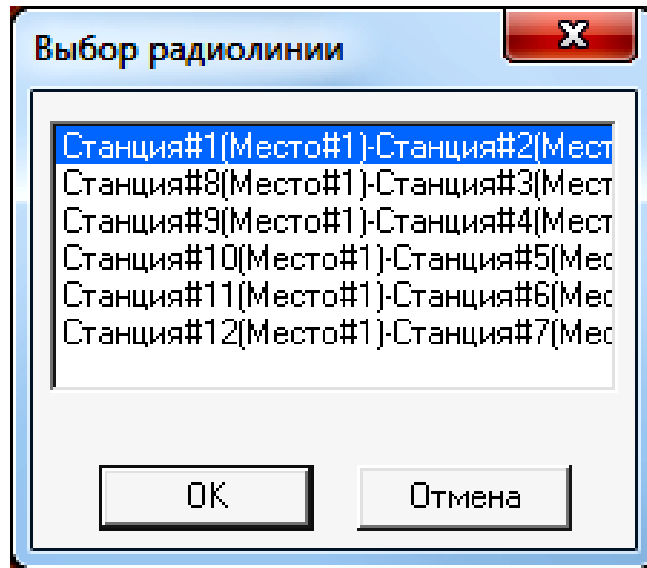 Выбор радиолинии
Станция#1(Место#1)-Станция#2(Мест
Станция#8(Место#1)-Станция#3(Мест
Станция#9(Место#1)-Станция#4(Мест
Станция#10(Место#1)-Станция#5(Мес
Станция#11(Место#1)-Станция#6(Мес
Станция#12(Место#1)-Станция#7(Мес
OK
Отмена